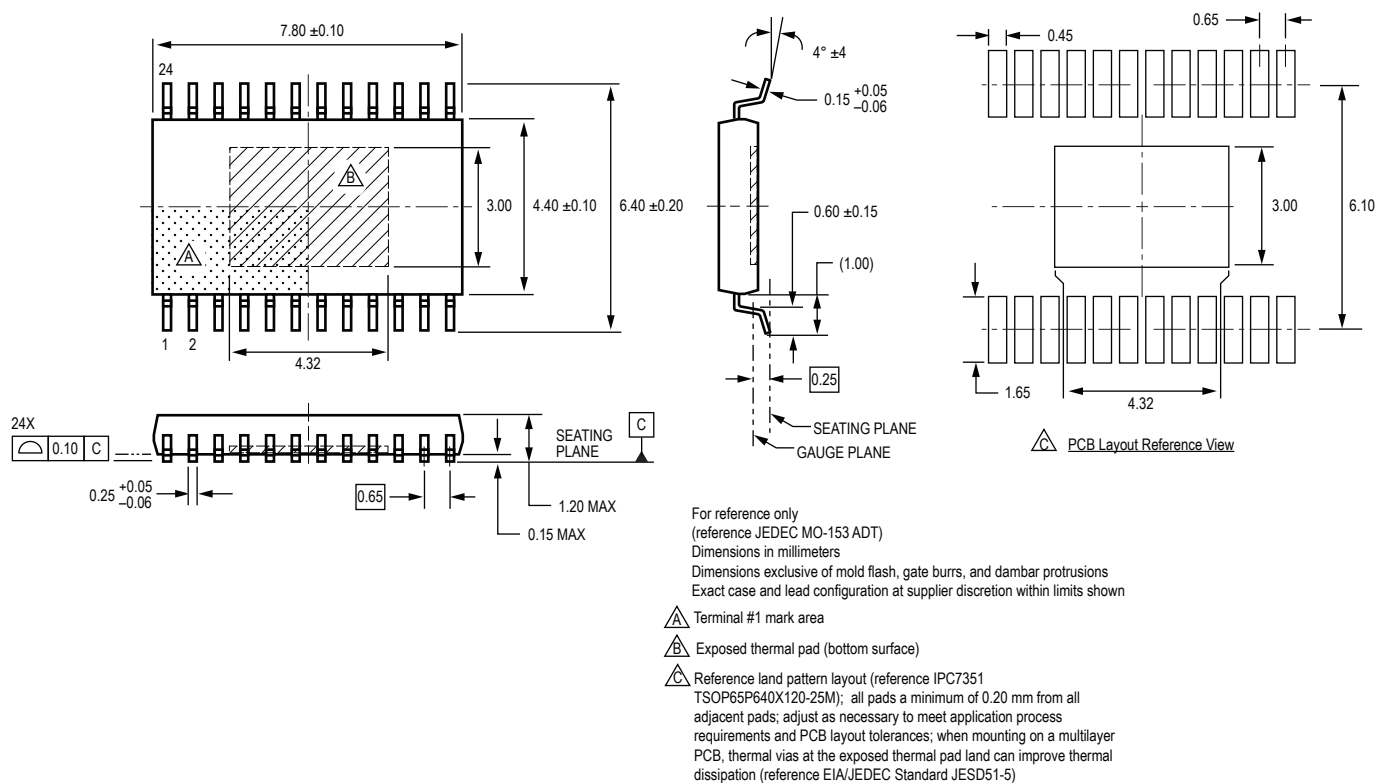 7.80 ±0.10
24
4° ±4
0.15 +0.05
–0.06
0.65
0.45
B
A
3.00
4.40 ±0.10
6.40 ±0.20
0.60 ±0.15
(1.00)
3.00
6.10
1 2
4.32
0.25
1.65
4.32
SEATING PLANE
GAUGE PLANE
C PCB Layout Reference View
24X
0.10 C
SEATING
PLANE
C
0.25 +0.05
–0.06
0.65
1.20 MAX
0.15 MAX
For reference only
(reference JEDEC MO-153 ADT)
Dimensions in millimeters
Dimensions exclusive of mold flash, gate burrs, and dambar protrusions
Exact case and lead configuration at supplier discretion within limits shown
A Terminal #1 mark area
B Exposed thermal pad (bottom surface)
C Reference land pattern layout (reference IPC7351
TSOP65P640X120-25M); all pads a minimum of 0.20 mm from all
adjacent pads; adjust as necessary to meet application process
requirements and PCB layout tolerances; when mounting on a multilayer
PCB, thermal vias at the exposed thermal pad land can improve thermal
dissipation (reference EIA/JEDEC Standard JESD51-5)